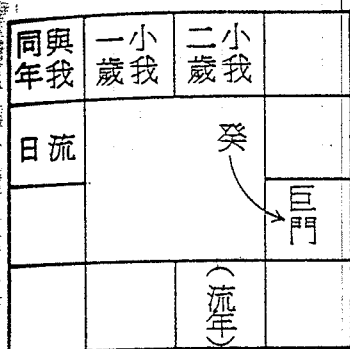 小我
二歲
小我
一歲
與我
同年
流日
癸
巨門
（流年）